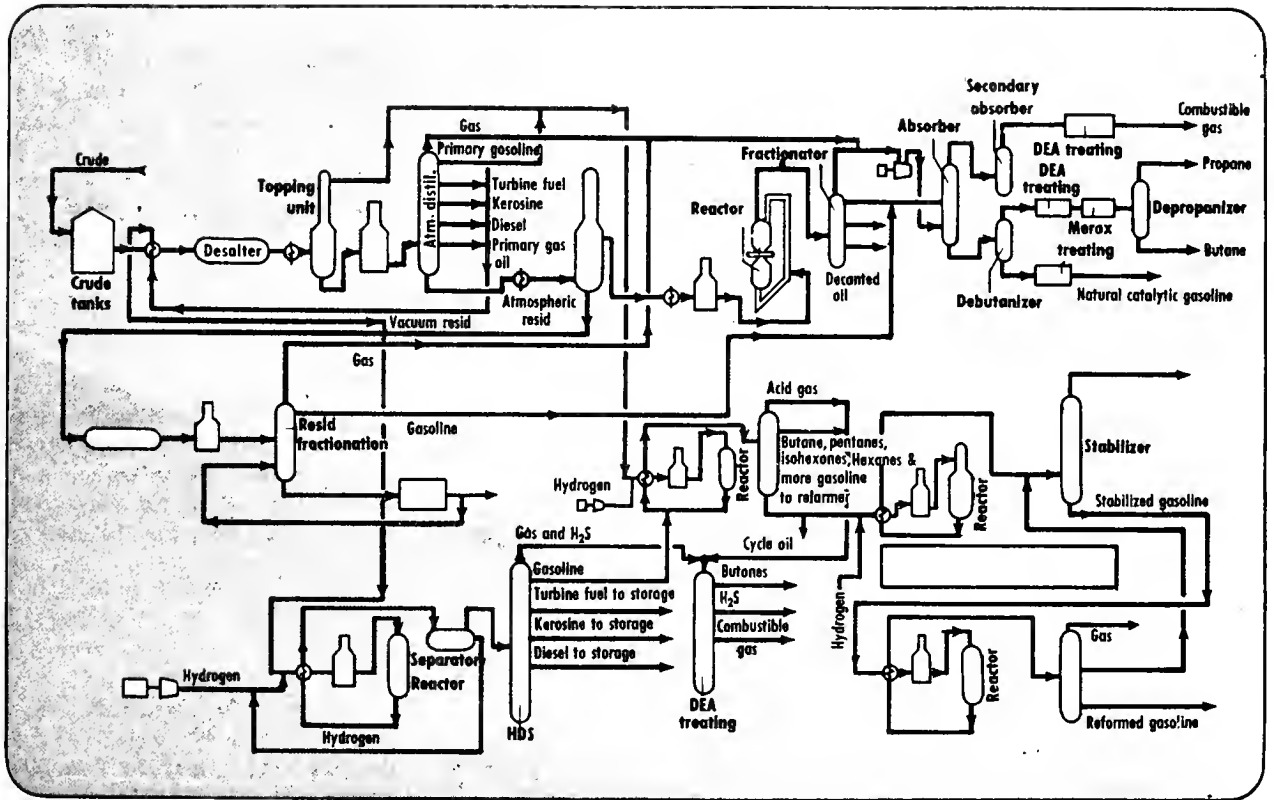 Secondary
absorber
Combustible
gas
Absorber
DEA treating
Gas
Primary gasoline
Fractionator
DEA
treating
Propane
Crude
Topping
unit
Atm. distil.
Turbine fuel
Kerosine
Diesel
Primary gas
oil
Reactor
Merox
treating
Depropanizer
Butane
Desalter
Crude
tanks
Atmospheric
resid
Decanted
oil
Debutanizer
Natural catalytic gasoline
Vacuum resid
Gas
Resid
fractionation
Gasoline
Acid gas
Butane, pentanes,
isohexones, Hexanes &
more gasoline
to refarmer
Stabilizer
Hydrogen
Reactor
Reactor
Stabilized gasoline
Gas and H₂S
Cycle oil
Gasoline
Turbine fuel to storage
Kerosine to storage
Diesel to storage
Butones
H₂S
Combustible
gas
Hydrogen
Separator
Reactor
Hydrogen
Hydrogen
HDS
DEA
treating
Reactor
Gas
Reformed gasoline